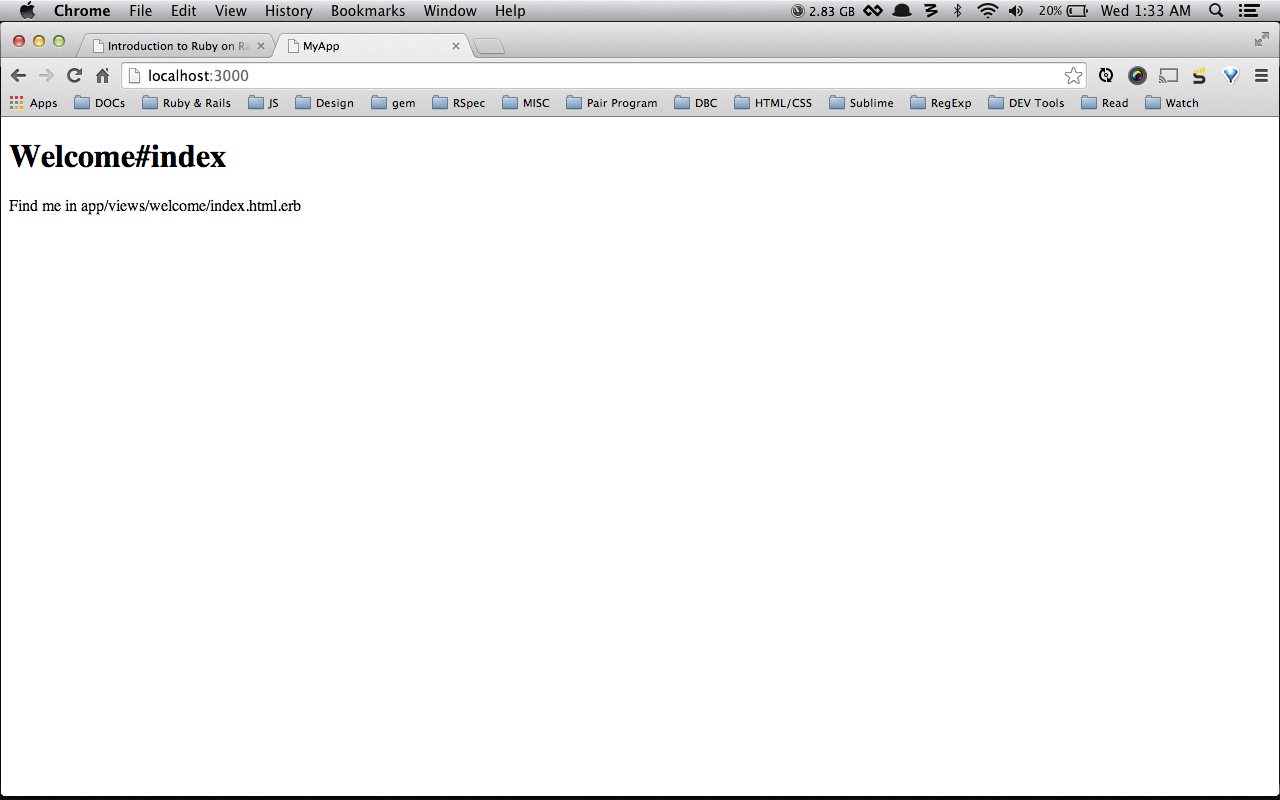 Chrome File Edit View History Bookmarks Window Help 2.83 GB 20% Wed 1:33 AM
Introduction to Ruby on Ra MyApp
localhost:3000
Apps DOCs Ruby & Rails JS Design gem RSpec MISC Pair Program DBC HTML/CSS Sublime RegExp DEV Tools Read Watch
Welcome#index
Find me in app/views/welcome/index.html.erb